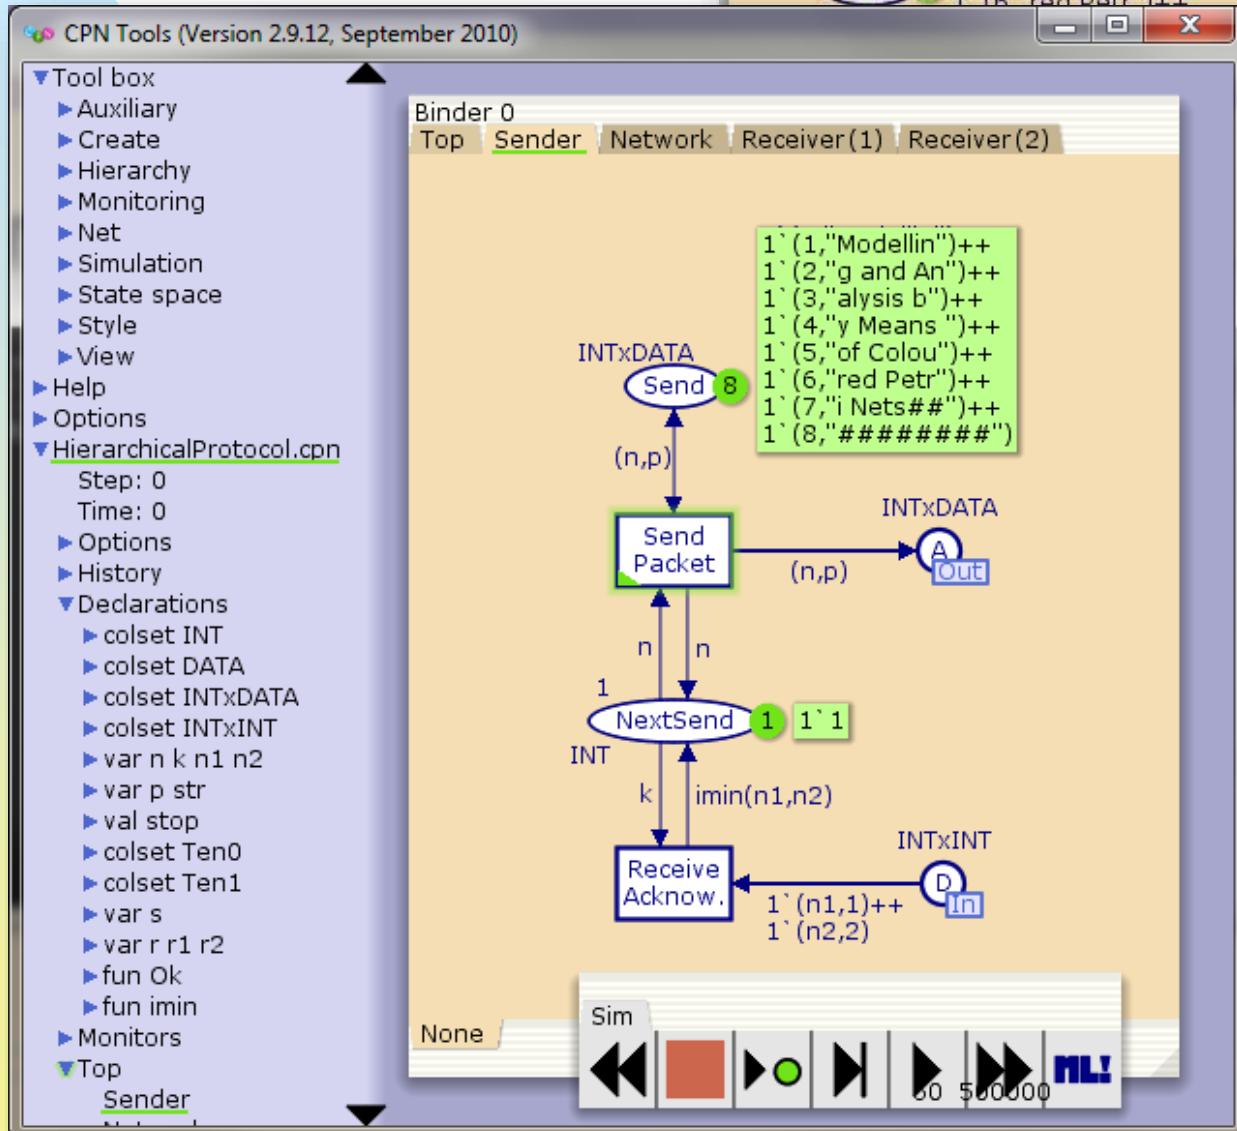 CPN Tools (Version 2.9.12, September 2010)
Tool box
Auxiliary
Create
Hierarchy
Monitoring
Net
Simulation
State space
Style
View
Help
Options
HierarchicalProtocol.cpn
Step: 0
Time: 0
Options
History
Declarations
colset INT
colset DATA
colset INTxDATA
colset INTxINT
var n k n1 n2
var p str
val stop
colset Ten0
colset Ten1
var s
var r r1 r2
fun Ok
fun imin
Monitors
Top
Sender
Binder 0
Top Sender Network Receiver(1) Receiver(2)
1`(1,"Modellin")++
1`(2,"g and An")++
1`(3,"alysis b")++
1`(4,"y Means ")++
1`(5,"of Colou")++
1`(6,"red Petr")++
1`(7,"i Nets##")++
1`(8,"########")
INTxDATA
Send 8
(n,p)
INTxDATA
Send
Packet
A
Out
(n,p)
n n
1
NextSend 1 1`1
INT
k imin(n1,n2)
INTxINT
Receive
Acknow.
D
In
1`(n1,1)++
1`(n2,2)
None
Sim
ML!
50 500000